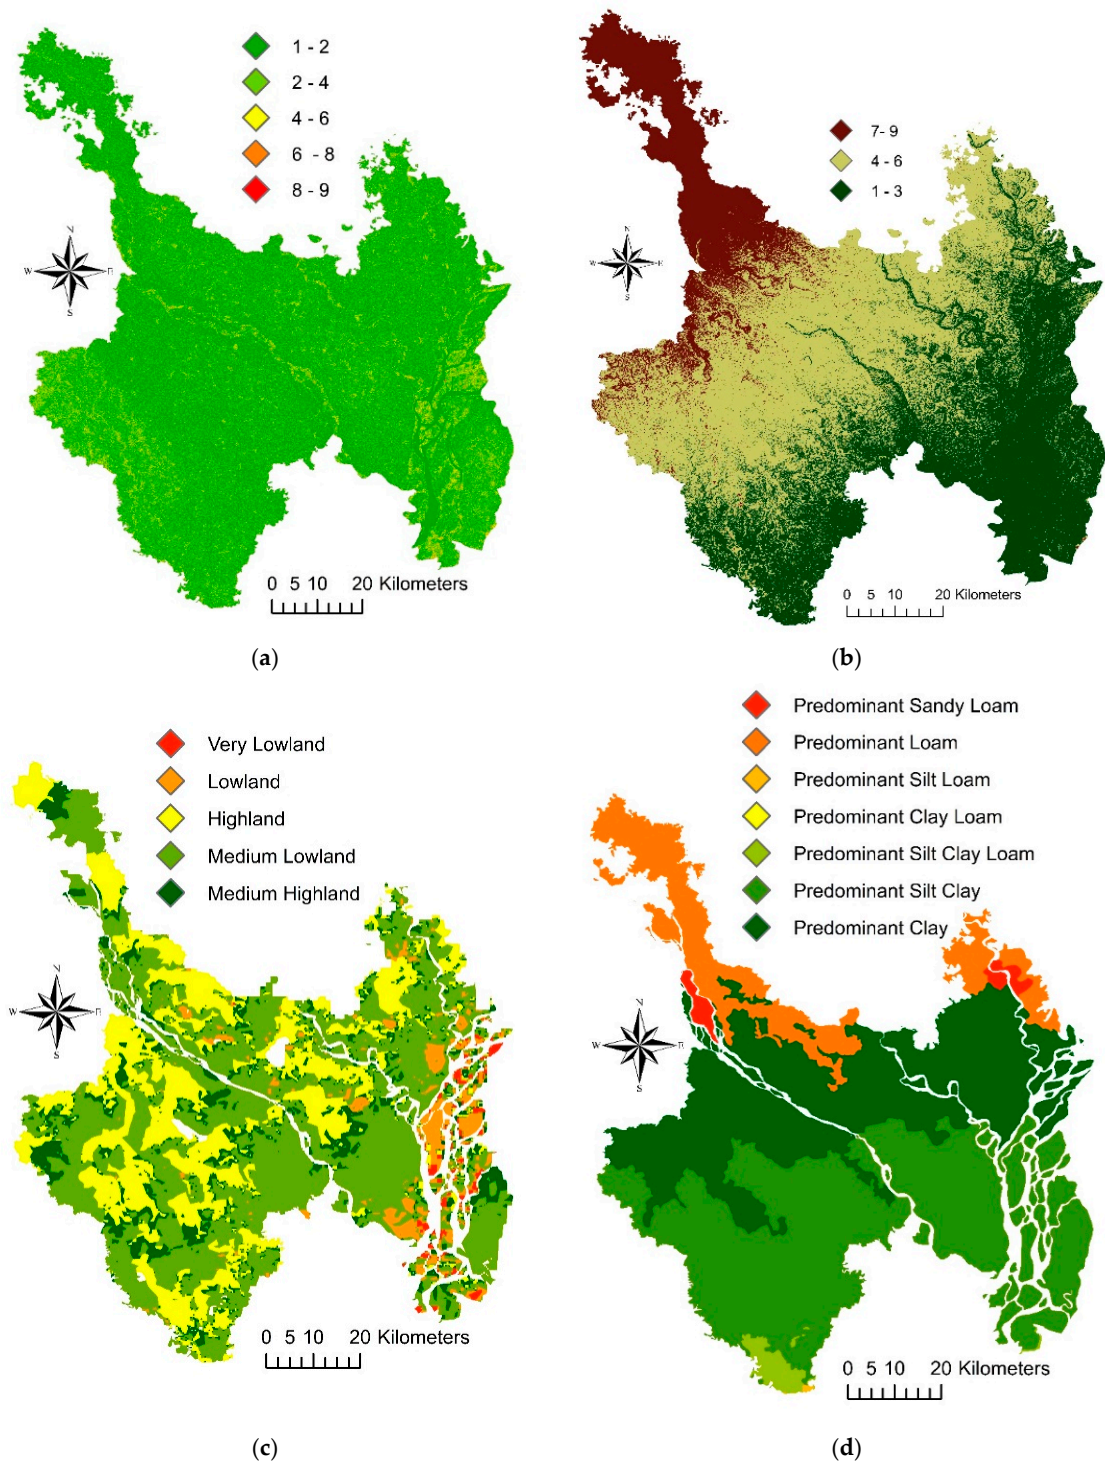 1 - 2
2 - 4
4 - 6
6 - 8
8 - 9
N
W
E
S
0 5 10 20 Kilometers
(a)
7- 9
4 - 6
1 - 3
N
W
E
S
0 5 10 20 Kilometers
(b)
Very Lowland
Lowland
Highland
Medium Lowland
Medium Highland
N
W
E
S
0 5 10 20 Kilometers
(c)
Predominant Sandy Loam
Predominant Loam
Predominant Silt Loam
Predominant Clay Loam
Predominant Silt Clay Loam
Predominant Silt Clay
Predominant Clay
N
W
E
S
0 5 10 20 Kilometers
(d)